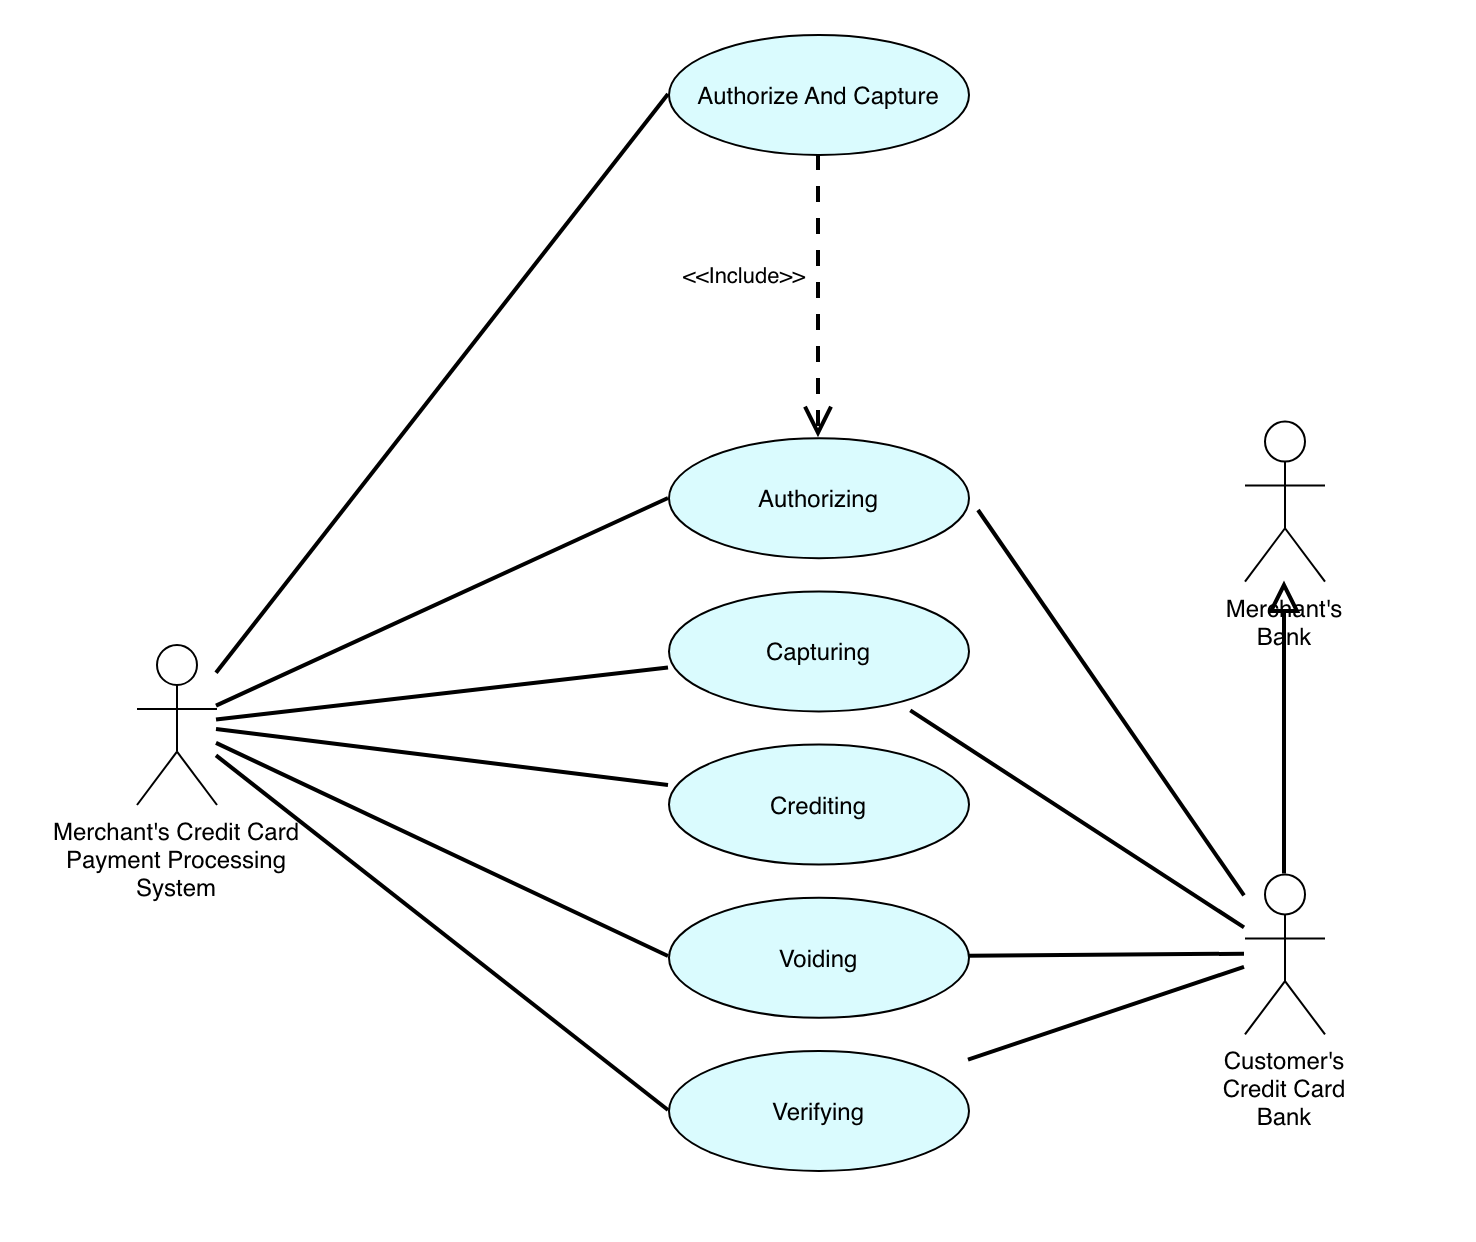 Authorize And Capture
<<Include>>
Authorizing
Merchant's
Bank
Capturing
Crediting
Merchant's Credit Card
Payment Processing
System
Voiding
Customer's
Credit Card
Bank
Verifying